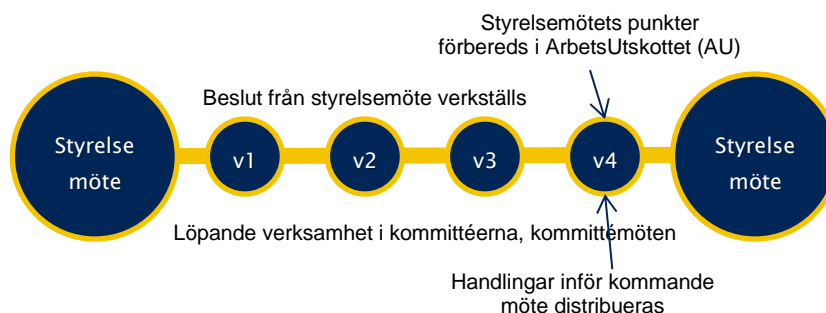 Styrelsemötets punkter
förbereds i ArbetsUtskottet (AU)
Beslut från styrelsemöte verkställs
Styrelse
möte
v1
v2
v3
v4
Styrelse
möte
Löpande verksamhet i kommittéerna, kommittémöten
Handlingar inför kommande
möte distribueras